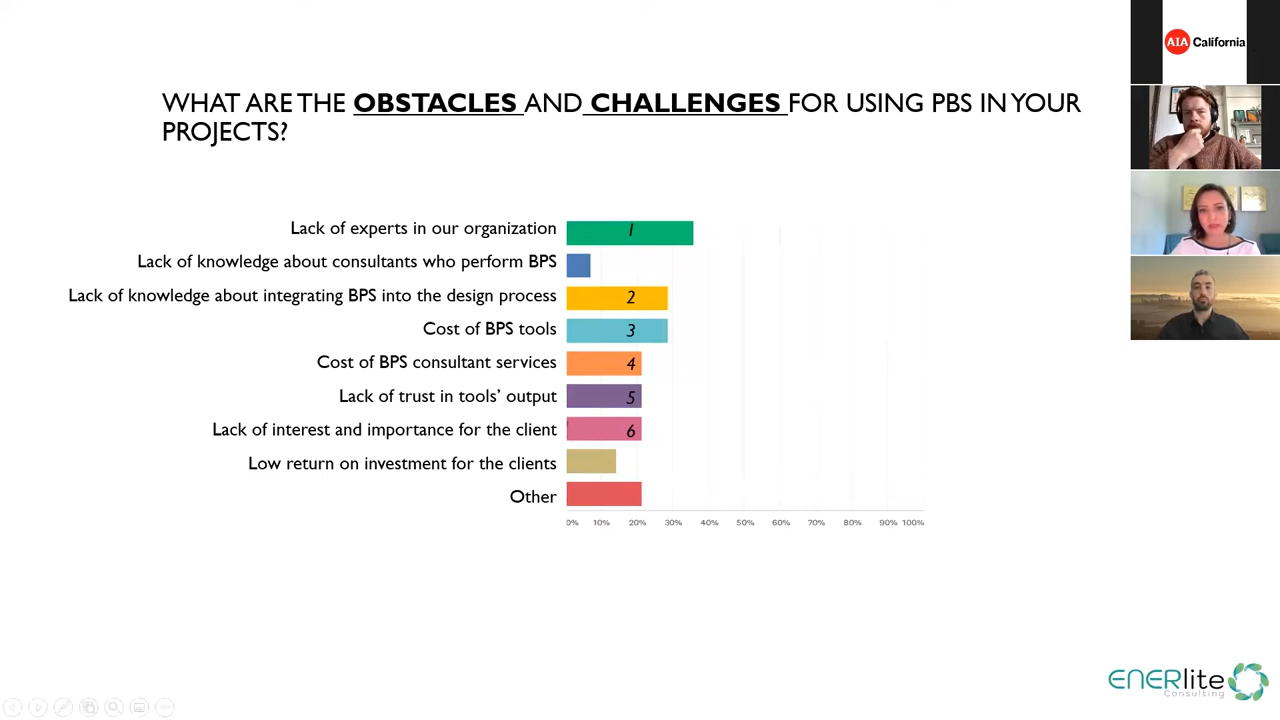 AIA California
WHAT ARE THE OBSTACLES AND CHALLENGES FOR USING PBS IN YOUR
PROJECTS?
Lack of experts in our organization
1
Lack of knowledge about consultants who perform BPS
Lack of knowledge about integrating BPS into the design process
2
Cost of BPS tools
3
Cost of BPS consultant services
4
Lack of trust in tools' output
5
Lack of interest and importance for the client
6
Low return on investment for the clients
Other
0% 10% 20% 30% 40% 50% 60% 70% 80% 90% 100%
ENERlite
Consulting